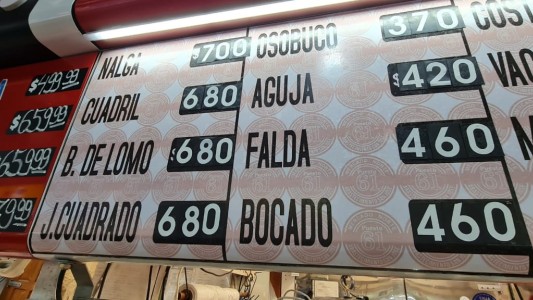 $499.99
$659.99
659.99
NALGA $700
CUADRIL 680
B. DE LOMO $680
J.CUADRADO 680
OSOBUCO 370
AGUJA $420
FALDA 460
BOCADO 460